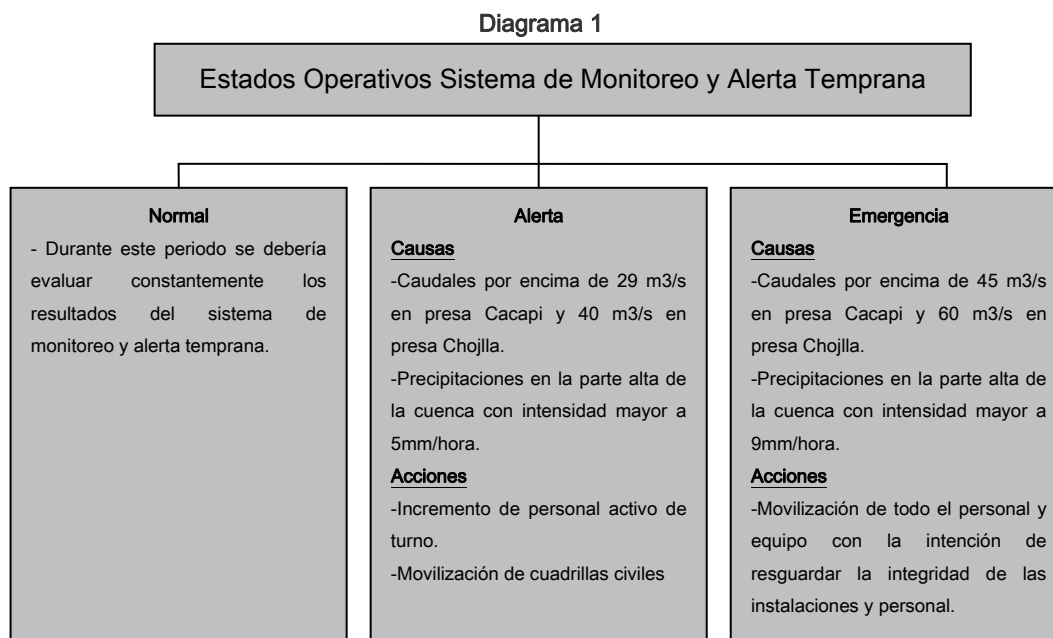 Diagrama 1
Estados Operativos Sistema de Monitoreo y Alerta Temprana
Normal
- Durante este periodo se debería
evaluar constantemente los
resultados del sistema de
monitoreo y alerta temprana.
Alerta
Causas
-Caudales por encima de 29 m3/s
en presa Cacapi y 40 m3/s en
presa Chojlla.
-Precipitaciones en la parte alta de
la cuenca con intensidad mayor a
5mm/hora.
Acciones
-Incremento de personal activo de
turno.
-Movilización de cuadrillas civiles
Emergencia
Causas
-Caudales por encima de 45 m3/s
en presa Cacapi y 60 m3/s en
presa Chojlla.
-Precipitaciones en la parte alta de
la cuenca con intensidad mayor a
9mm/hora.
Acciones
-Movilización de todo el personal y
equipo con la intención de
resguardar la integridad de las
instalaciones y personal.